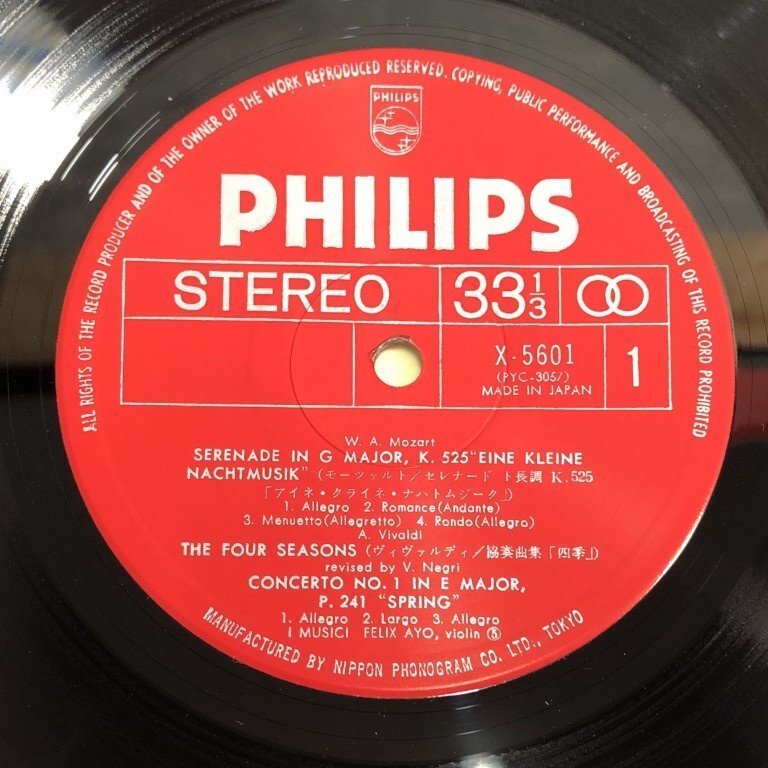 ALL RIGHTS OF THE RECORD PRODUCER AND OF THE OWNER OF THE WORK REPRODUCED RESERVED. COPYING, PUBLIC PERFORMANCE AND BROADCASTING OF THIS RECORD PROHIBITED
PHILIPS
PHILIPS
STEREO 33 1/3
X-5601
(PYC-3057)
MADE IN JAPAN
1
W. A. Mozart
SERENADE IN G MAJOR, K. 525 "EINE KLEINE
NACHTMUSIK" (モーツァルト/セレナード ト長調 K.525
「アイネ・クライネ・ナハトムジーク」)
1. Allegro 2. Romance (Andante)
3. Menuetto (Allegretto) 4. Rondo (Allegro)
A. Vivaldi
THE FOUR SEASONS (ヴィヴァルディ/協奏曲集「四季」)
revised by V. Negri
CONCERTO NO. 1 IN E MAJOR,
P. 241 "SPRING"
1. Allegro 2. Largo 3. Allegro
I MUSICI FELIX AYO, violin Ⓢ
MANUFACTURED BY NIPPON PHONOGRAM CO. LTD., TOKYO